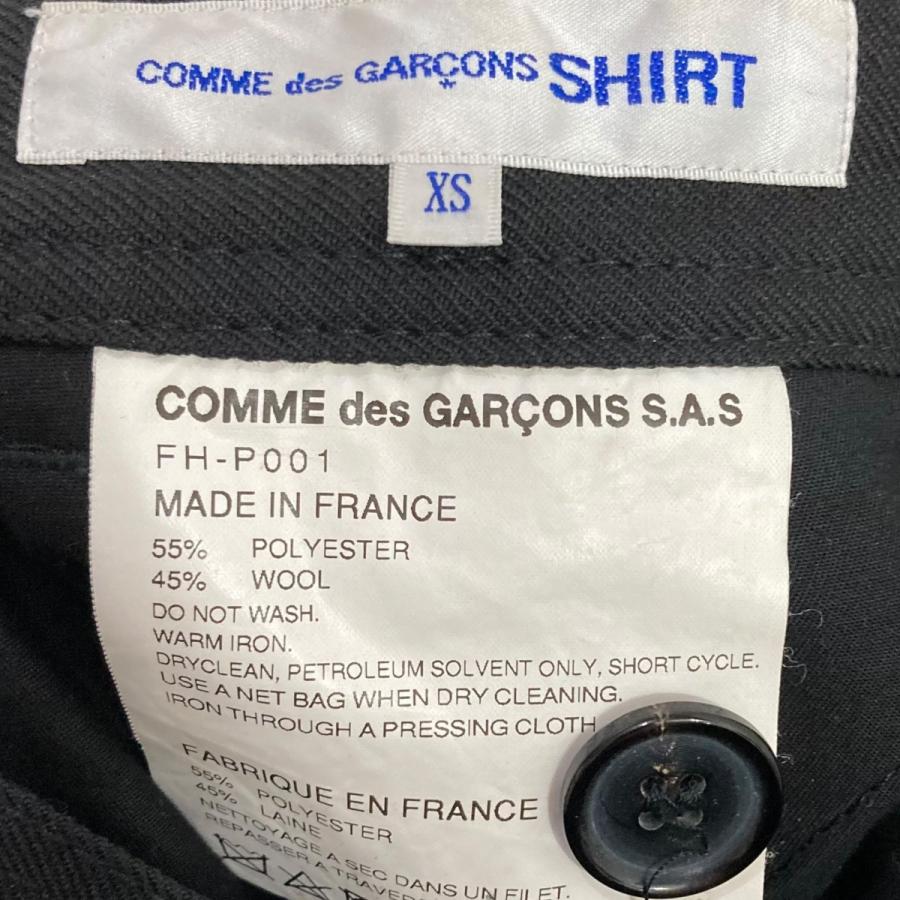 COMME des GARÇONS SHIRT
XS
COMME des GARÇONS S.A.S
FH-P001
MADE IN FRANCE
55% POLYESTER
45% WOOL
DO NOT WASH.
WARM IRON.
DRYCLEAN, PETROLEUM SOLVENT ONLY, SHORT CYCLE.
USE A NET BAG WHEN DRY CLEANING.
IRON THROUGH A PRESSING CLOTH
FABRIQUE EN FRANCE
55% POLYESTER
45% LAINE
NETTOYAGE A SEC DANS UN FILET.
REPASSER A